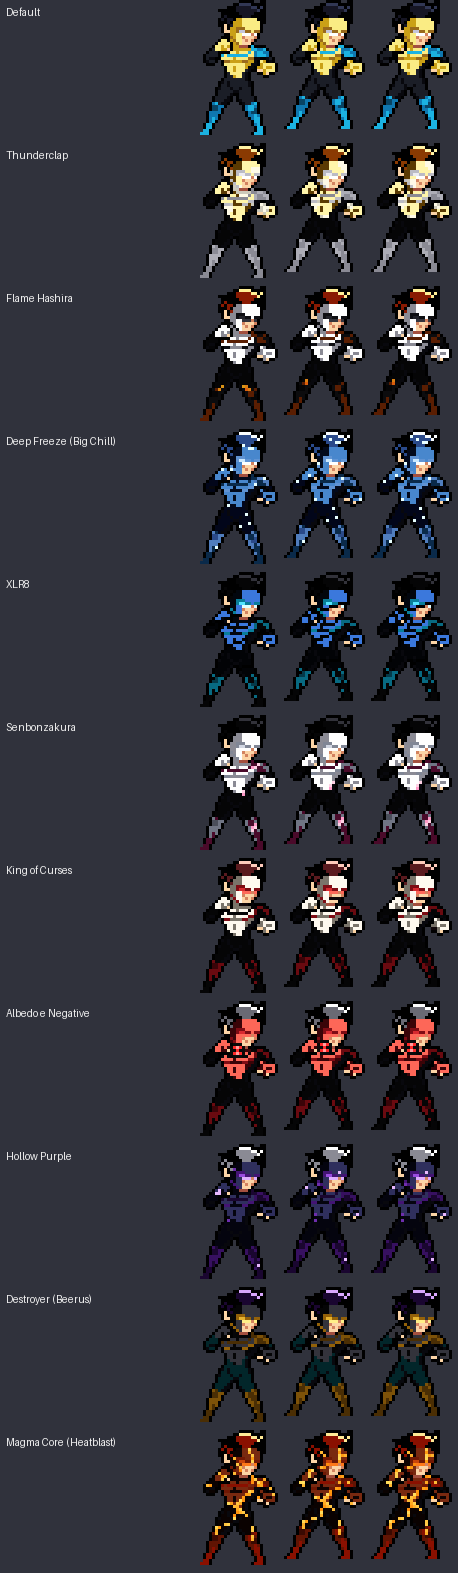 Default
Thunderclap
Flame Hashira
Deep Freeze (Big Chill)
XLR8
Senbonzakura
King of Curses
Albedo e Negative
Hollow Purple
Destroyer (Beerus)
Magma Core (Heatblast)